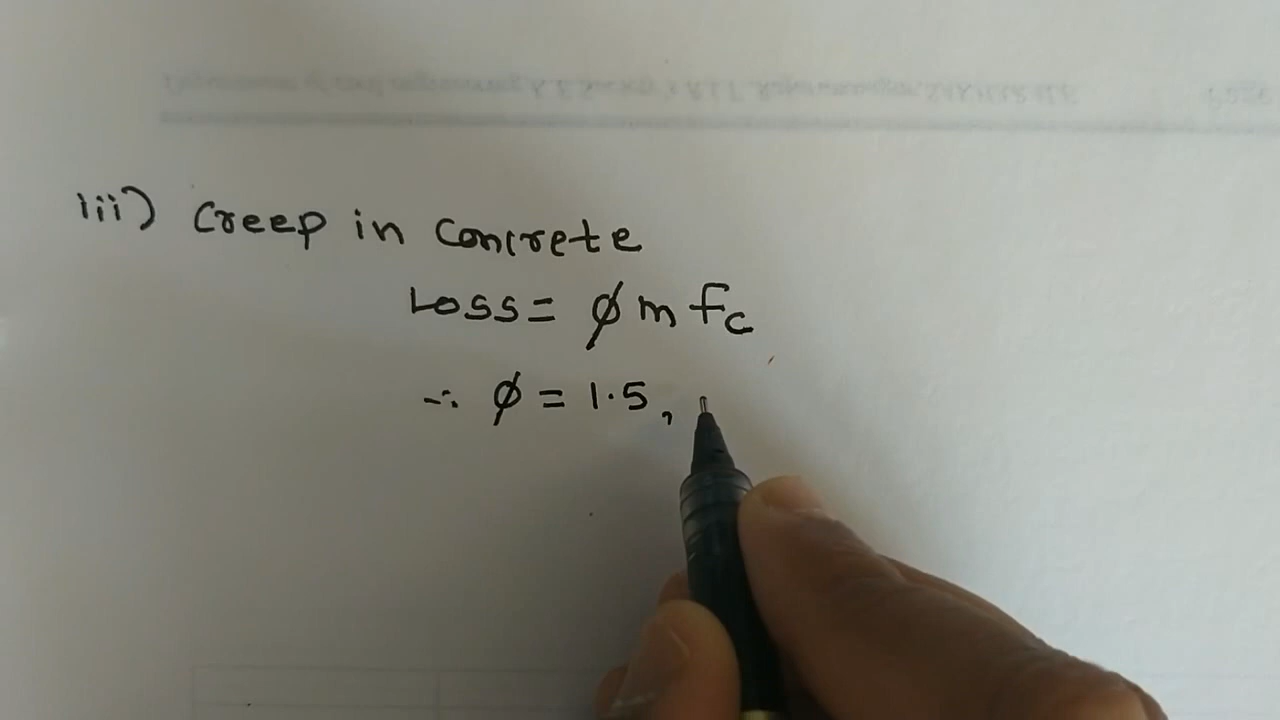 iii) Creep in Concrete
Loss = ø m fc
∴ ø = 1.5,